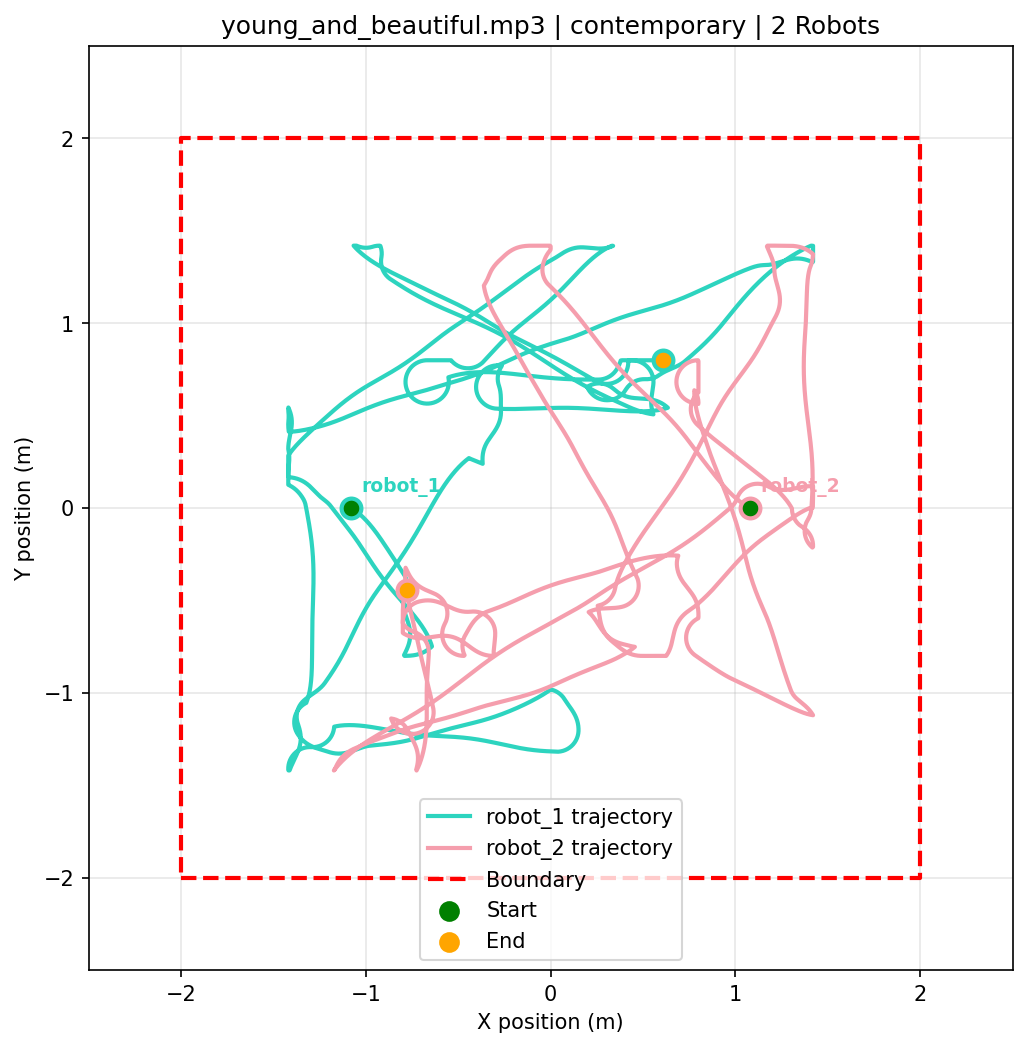 young_and_beautiful.mp3 | contemporary | 2 Robots
Y position (m)
2
1
0
−1
−2
robot_1
robot_2
robot_1 trajectory
robot_2 trajectory
Boundary
Start
End
−2
−1
0
1
2
X position (m)